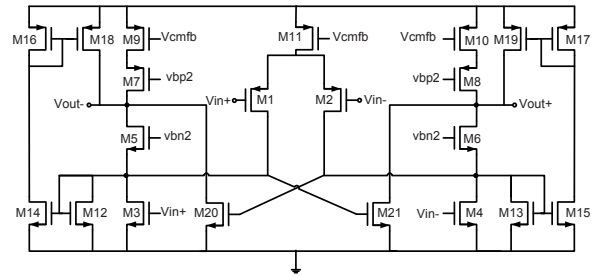 M16 M18 M9 Vcmfb M11 Vcmfb Vcmfb M10 M19 M17
M7 vbp2 vbp2 M8
Vout- Vin+ M1 M2 Vin- Vout+
M5 vbn2 vbn2 M6
M14 M12 M3 Vin+ M20 M21 Vin- M4 M13 M15